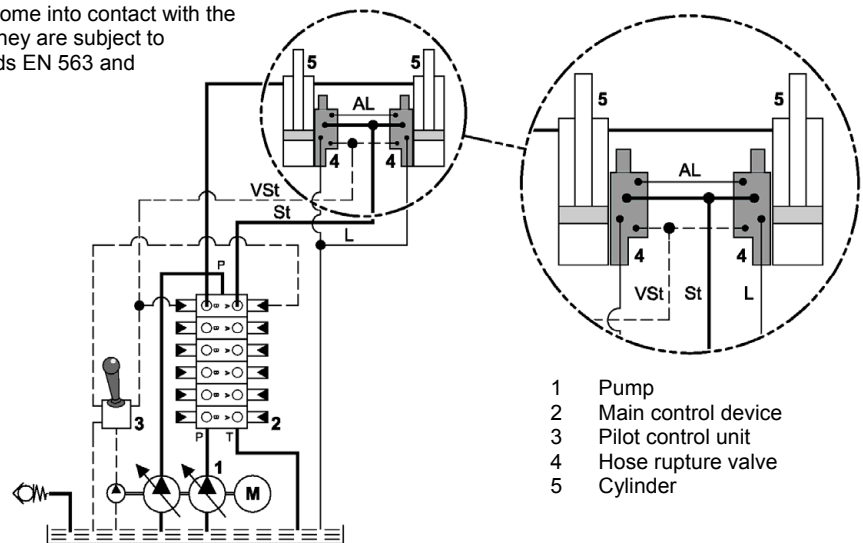 ome into contact with the
hey are subject to
ds EN 563 and
5 5
AL
4 4
VSt
St
L
P
B A
B A
B A
B A
B A
B A
3
2
P T
1
M
5 5
AL
4 4
VSt St L
1 Pump
2 Main control device
3 Pilot control unit
4 Hose rupture valve
5 Cylinder